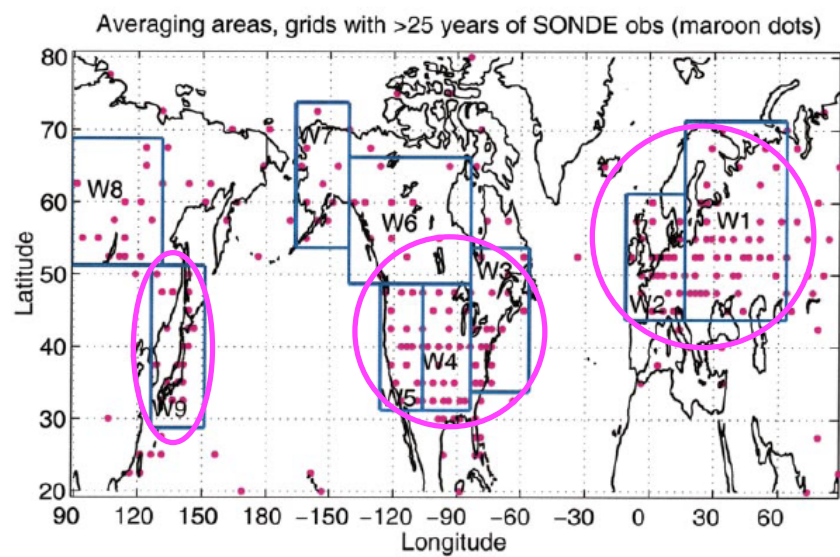 Averaging areas, grids with >25 years of SONDE obs (maroon dots)
80
70
60
50
40
30
20
Latitude
W7
W8
W6
W1
W3
W2
W4
W5
W9
90 120 150 180 −150 −120 −90 −60 −30 0 30 60
Longitude